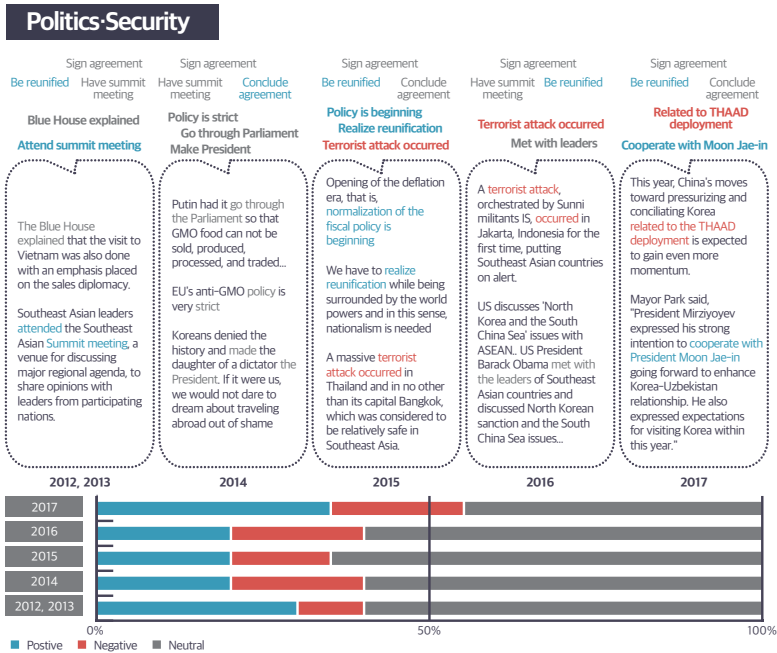 Politics·Security
Sign agreement
Be reunified Have summit
meeting
Blue House explained
Attend summit meeting
The Blue House
explained that the visit to
Vietnam was also done
with an emphasis placed
on the sales diplomacy.
Southeast Asian leaders
attended the Southeast
Asian Summit meeting, a
venue for discussing
major regional agenda, to
share opinions with
leaders from participating
nations.
2012, 2013
Sign agreement
Have summit Conclude
meeting agreement
Policy is strict
Go through Parliament
Make President
Putin had it go through
the Parliament so that
GMO food can not be
sold, produced,
processed, and traded...
EU's anti-GMO policy is
very strict
Koreans denied the
history and made the
daughter of a dictator the
President. If it were us,
we would not dare to
dream about traveling
abroad out of shame
2014
Sign agreement
Be reunified Conclude
agreement
Policy is beginning
Realize reunification
Terrorist attack occurred
Opening of the deflation
era, that is,
normalization of the
fiscal policy is
beginning
We have to realize
reunification while being
surrounded by the world
powers and in this sense,
nationalism is needed
A massive terrorist
attack occurred in
Thailand and in no other
than its capital Bangkok,
which was considered to
be relatively safe in
Southeast Asia.
2015
Sign agreement
Have summit Be reunified
meeting
Terrorist attack occurred
Met with leaders
A terrorist attack,
orchestrated by Sunni
militants IS, occurred in
Jakarta, Indonesia for the
first time, putting
Southeast Asian countries
on alert.
US discusses 'North
Korea and the South
China Sea' issues with
ASEAN.. US President
Barack Obama met with
the leaders of Southeast
Asian countries and
discussed North Korean
sanction and the South
China Sea issues...
2016
Sign agreement
Be reunified Conclude
agreement
Related to THAAD
deployment
Cooperate with Moon Jae-in
This year, China's moves
toward pressurizing and
conciliating Korea
related to the THAAD
deployment is expected
to gain even more
momentum.
Mayor Park said,
"President Mirziyoyev
expressed his strong
intention to cooperate with
President Moon Jae-in
going forward to enhance
Korea-Uzbekistan
relationship. He also
expressed expectations
for visiting Korea within
this year."
2017
2017
2016
2015
2014
2012, 2013
0% 50% 100%
Postive Negative Neutral